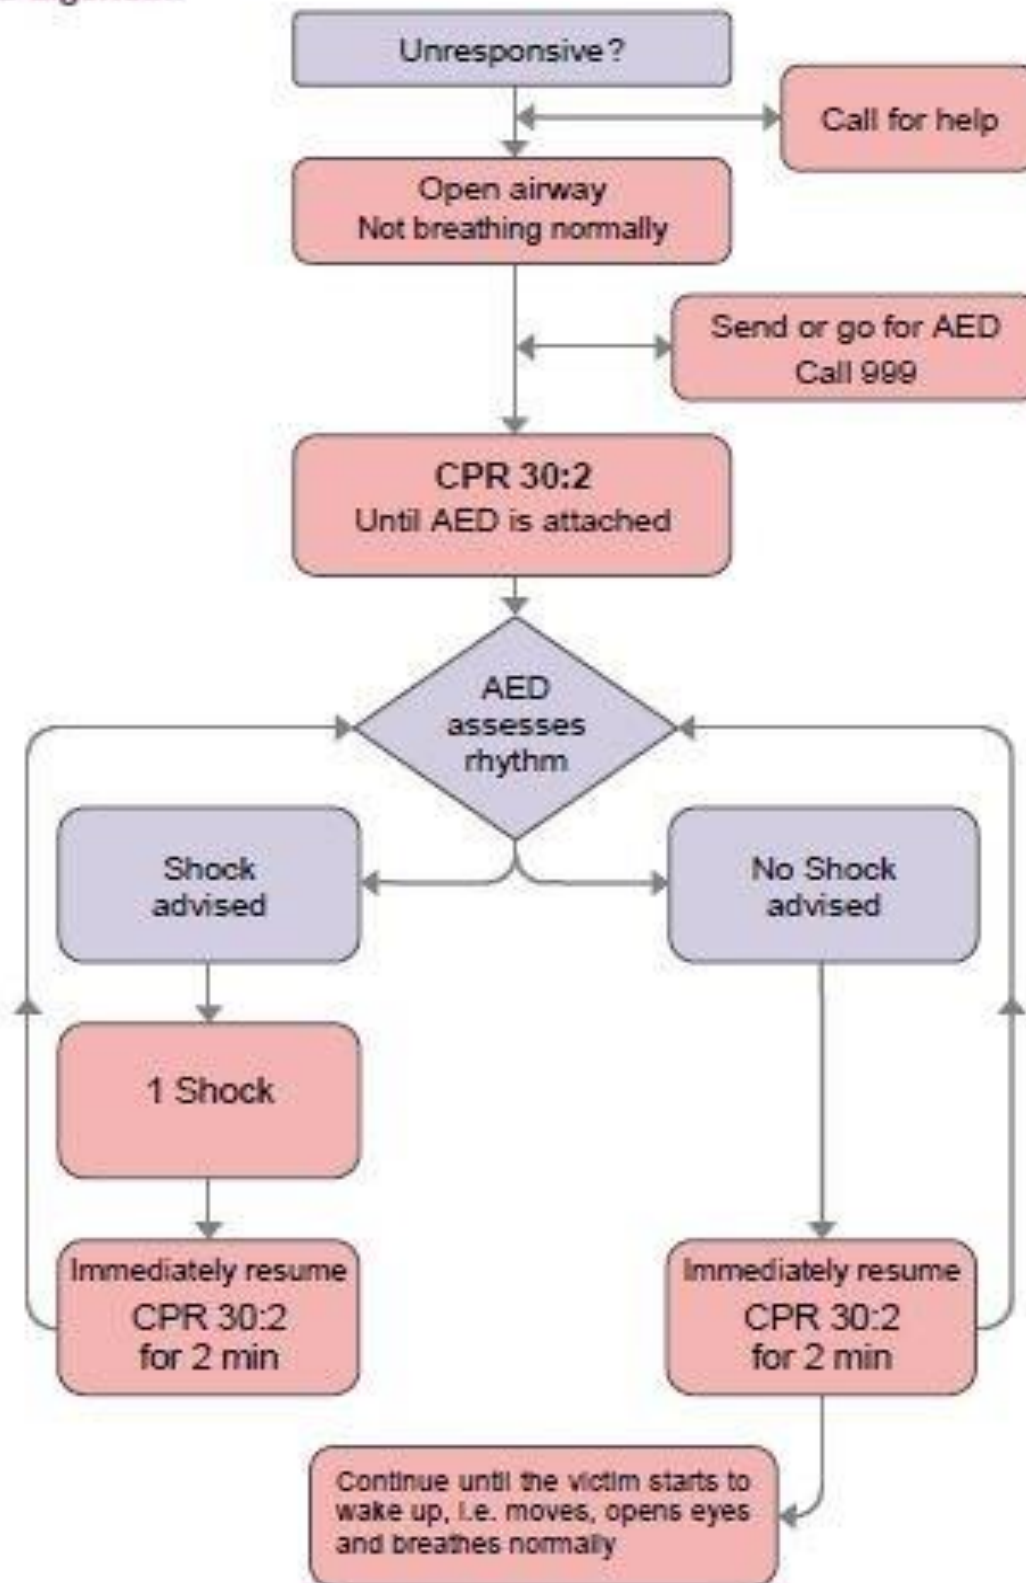 Unresponsive?
Call for help
Open airway
Not breathing normally
Send or go for AED
Call 999
CPR 30:2
Until AED is attached
AED
assesses
rhythm
Shock
advised
No Shock
advised
1 Shock
Immediately resume
CPR 30:2
for 2 min
Immediately resume
CPR 30:2
for 2 min
Continue until the victim starts to
wake up, i.e. moves, opens eyes
and breathes normally